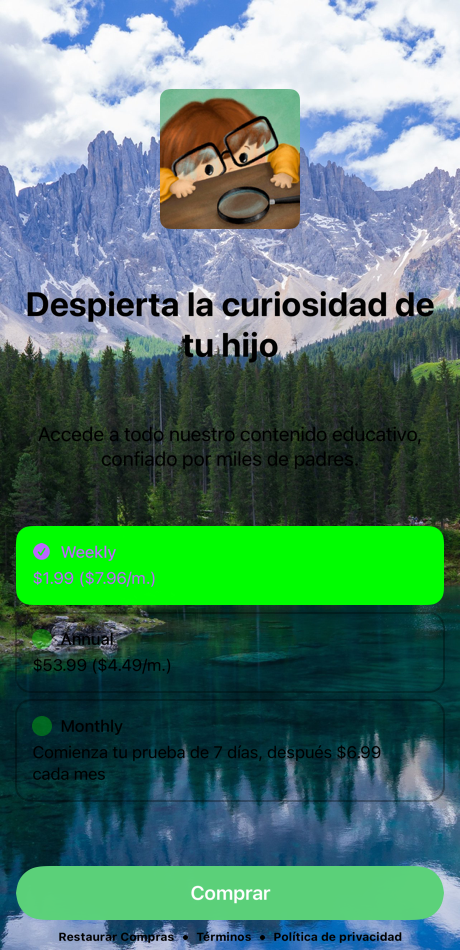 Despierta la curiosidad de
tu hijo
Accede a todo nuestro contenido educativo,
confiado por miles de padres.
Weekly
$1.99 ($7.96/m.)
Annual
$53.99 ($4.49/m.)
Monthly
Comienza tu prueba de 7 días, después $6.99
cada mes
Comprar
Restaurar Compras • Términos • Política de privacidad